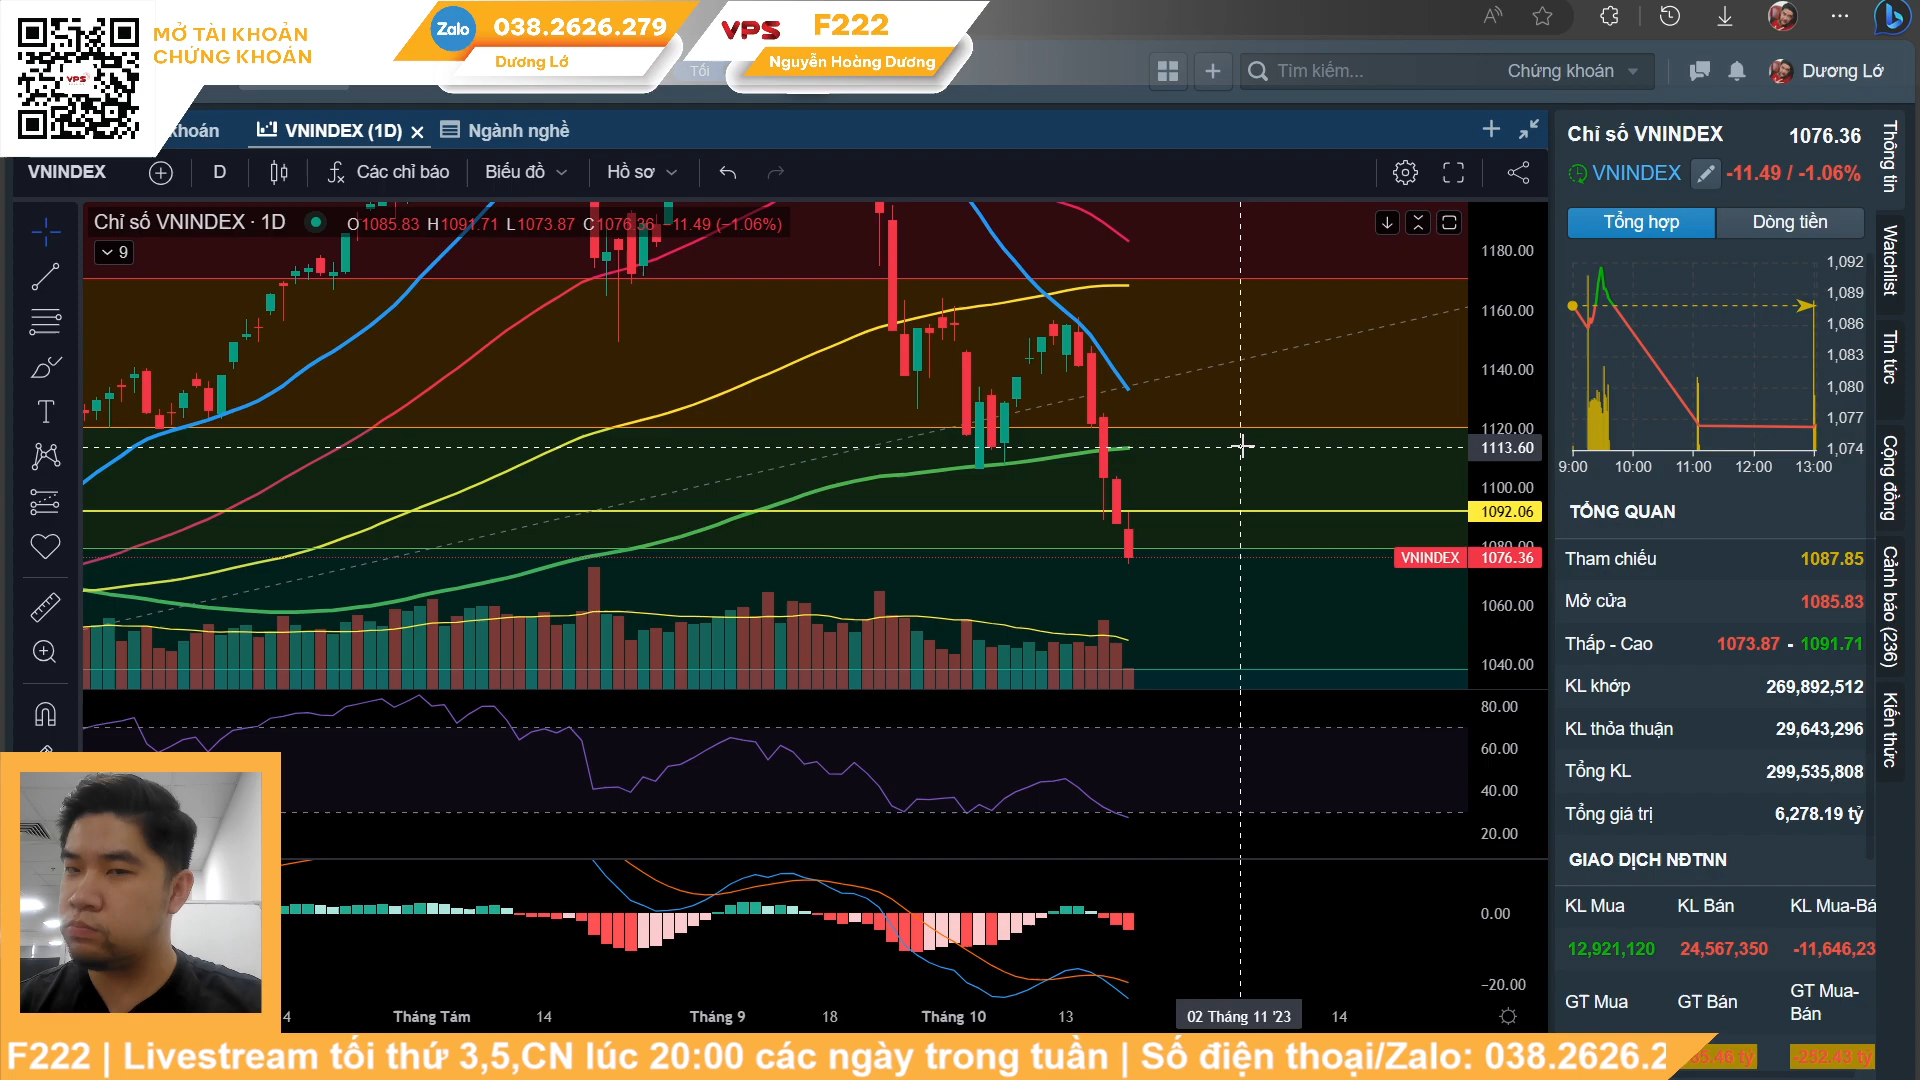 MỞ TÀI KHOẢN
CHỨNG KHOÁN
VPS
Zalo
038.2626.279
Dương Lớ
VPS
F222
Nguyễn Hoàng Dương
Tối
Tìm kiếm...
Chứng khoán
Dương Lớ
khoán
VNINDEX (1D)
Ngành nghề
VNINDEX
D
Các chỉ báo
Biểu đồ
Hồ sơ
Chỉ số VNINDEX · 1D
O1085.83 H1091.71 L1073.87 C1076.36 −11.49 (−1.06%)
9
1180.00
1160.00
1140.00
1120.00
1113.60
1100.00
1092.06
1080.00
VNINDEX 1076.36
1060.00
1040.00
80.00
60.00
40.00
20.00
0.00
−20.00
4
Tháng Tám
14
Tháng 9
18
Tháng 10
13
02 Tháng 11 '23
14
Chỉ số VNINDEX
1076.36
VNINDEX
-11.49 / -1.06%
Tổng hợp
Dòng tiền
1,092
1,089
1,086
1,083
1,080
1,077
1,074
9:00
10:00
11:00
12:00
13:00
TỔNG QUAN
Tham chiếu
1087.85
Mở cửa
1085.83
Thấp - Cao
1073.87 - 1091.71
KL khớp
269,892,512
KL thỏa thuận
29,643,296
Tổng KL
299,535,808
Tổng giá trị
6,278.19 tỷ
GIAO DỊCH NĐTNN
KL Mua
KL Bán
KL Mua-Bá
12,921,120
24,567,350
-11,646,23
GT Mua
GT Bán
GT Mua-
Bán
-252.43 tỷ
Thông tin
Watchlist
Tin tức
Cộng đồng
Cảnh báo (236)
Kiến thức
F222 | Livestream tối thứ 3,5,CN lúc 20:00 các ngày trong tuần | Số điện thoại/Zalo: 038.2626.2